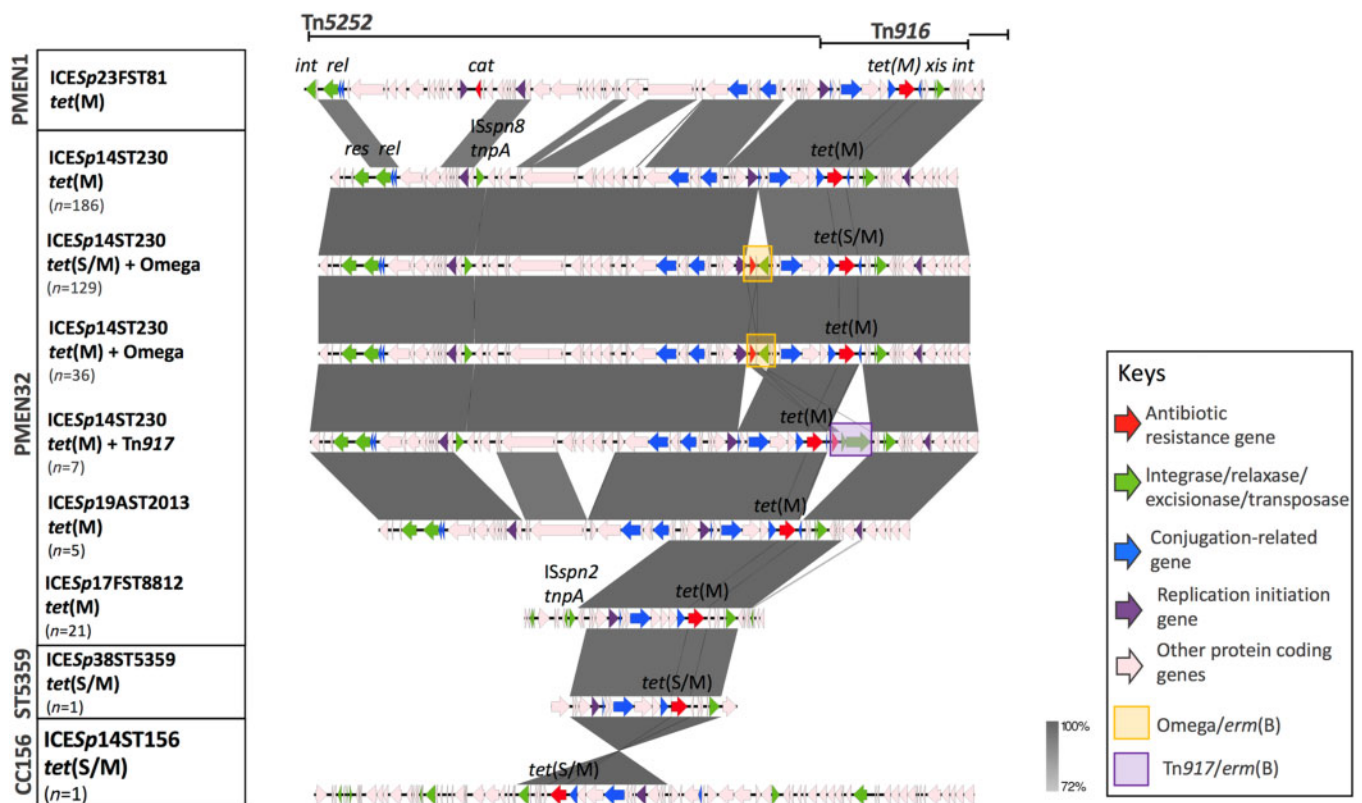 Tn5252
Tn916
PMEN1
ICESp23FST81
tet(M)
int rel
cat
tet(M) xis int
PMEN32
ICESp14ST230
tet(M)
(n=186)
res rel
ISspn8
tnpA
tet(M)
ICESp14ST230
tet(S/M) + Omega
(n=129)
tet(S/M)
ICESp14ST230
tet(M) + Omega
(n=36)
tet(M)
ICESp14ST230
tet(M) + Tn917
(n=7)
tet(M)
ICESp19AST2013
tet(M)
(n=5)
tet(M)
ICESp17FST8812
tet(M)
(n=21)
ISspn2
tnpA
tet(M)
ST5359
ICESp38ST5359
tet(S/M)
(n=1)
tet(S/M)
CC156
ICESp14ST156
tet(S/M)
(n=1)
tet(S/M)
100%
72%
Keys
Antibiotic
resistance gene
Integrase/relaxase/
excisionase/transposase
Conjugation-related
gene
Replication initiation
gene
Other protein coding
genes
Omega/erm(B)
Tn917/erm(B)